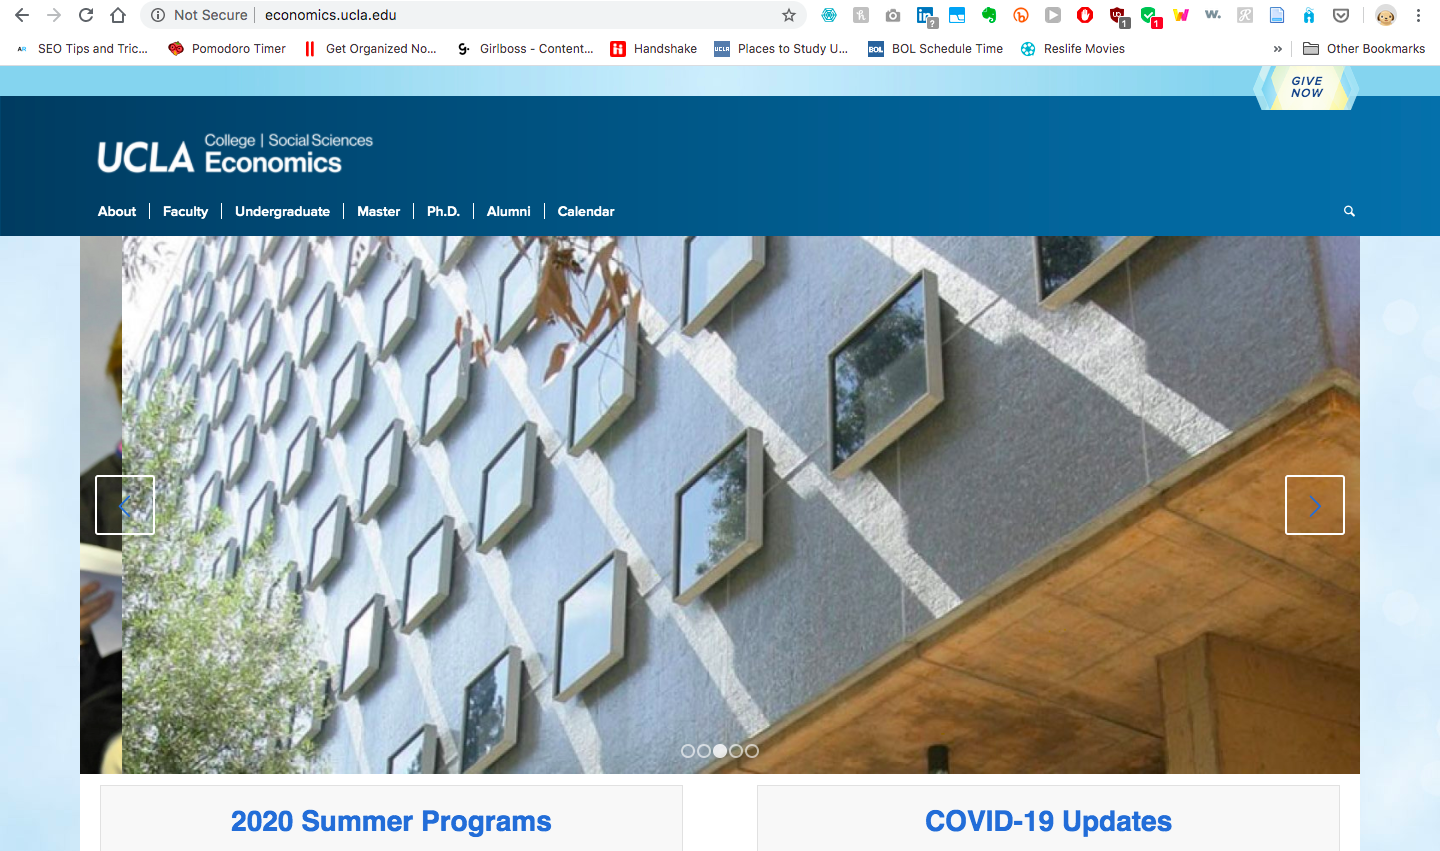 Not Secure | economics.ucla.edu
SEO Tips and Tric... Pomodoro Timer Get Organized No... Girlboss - Content... Handshake Places to Study U... BOL Schedule Time Reslife Movies » Other Bookmarks
GIVE
NOW
UCLA College | Social Sciences
Economics
About Faculty Undergraduate Master Ph.D. Alumni Calendar
2020 Summer Programs
COVID-19 Updates